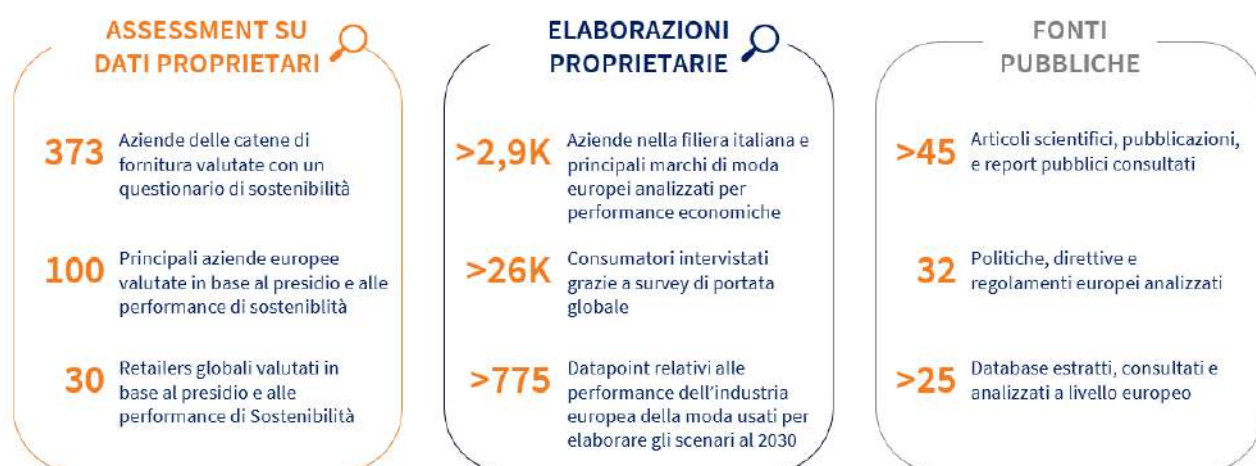 ASSESSMENT SU
DATI PROPRIETARI
373
Aziende delle catene di
fornitura valutate con un
questionario di sostenibilità
100
Principali aziende europee
valutate in base al presidio e alle
performance di sosteniblità
30
Retailers globali valutati in
base al presidio e alle
performance di Sostenibilità
ELABORAZIONI
PROPRIETARIE
>2,9K
Aziende nella filiera italiana e
principali marchi di moda
europei analizzati per
performance economiche
>26K
Consumatori intervistati
grazie a survey di portata
globale
>775
Datapoint relativi alle
performance dell'industria
europea della moda usati per
elaborare gli scenari al 2030
FONTI
PUBBLICHE
>45
Articoli scientifici, pubblicazioni,
e report pubblici consultati
32
Politiche, direttive e
regolamenti europei analizzati
>25
Database estratti, consultati e
analizzati a livello europeo